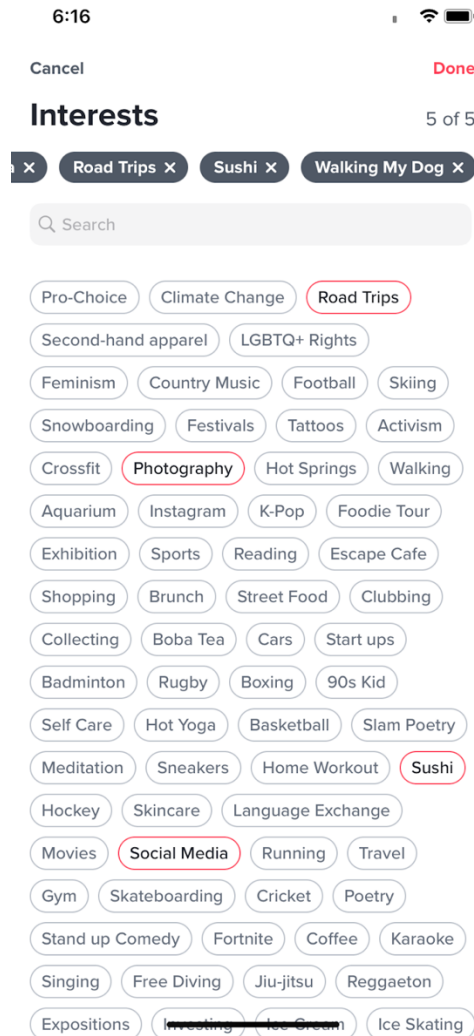 6:16
Cancel Done
Interests 5 of 5
Road Trips × Sushi × Walking My Dog ×
Search
Pro-Choice Climate Change Road Trips
Second-hand apparel LGBTQ+ Rights
Feminism Country Music Football Skiing
Snowboarding Festivals Tattoos Activism
Crossfit Photography Hot Springs Walking
Aquarium Instagram K-Pop Foodie Tour
Exhibition Sports Reading Escape Cafe
Shopping Brunch Street Food Clubbing
Collecting Boba Tea Cars Start ups
Badminton Rugby Boxing 90s Kid
Self Care Hot Yoga Basketball Slam Poetry
Meditation Sneakers Home Workout Sushi
Hockey Skincare Language Exchange
Movies Social Media Running Travel
Gym Skateboarding Cricket Poetry
Stand up Comedy Fortnite Coffee Karaoke
Singing Free Diving Jiu-jitsu Reggaeton
Expositions Investing Ice Cream Ice Skating